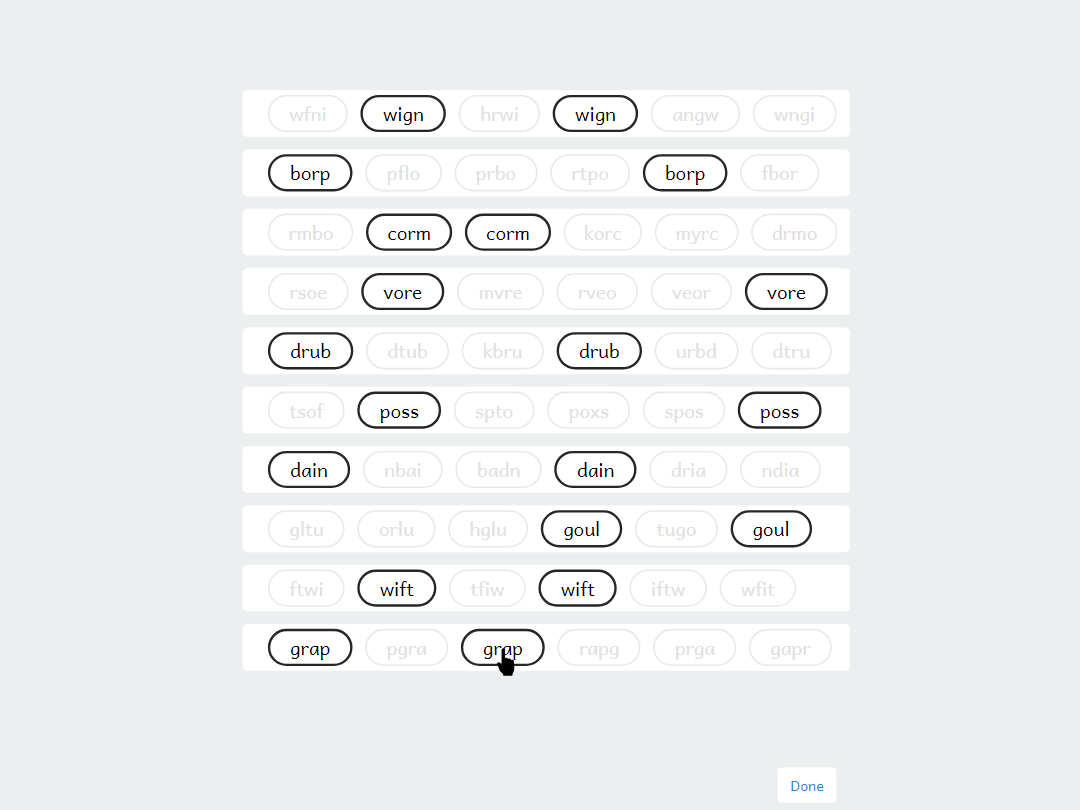 wfni wign hrwi wign angw wngi
borp pflo prbo rtpo borp fbor
rmbo corm corm korc myrc drmo
rsoe vore mvre rveo veor vore
drub dtub kbru drub urbd dtru
tsof poss spto poxs spos poss
dain nbai badn dain dria ndia
gltu orlu hglu goul tugo goul
ftwi wift tfiw wift iftw wfit
grap pgra grap rapg prga gapr
Done